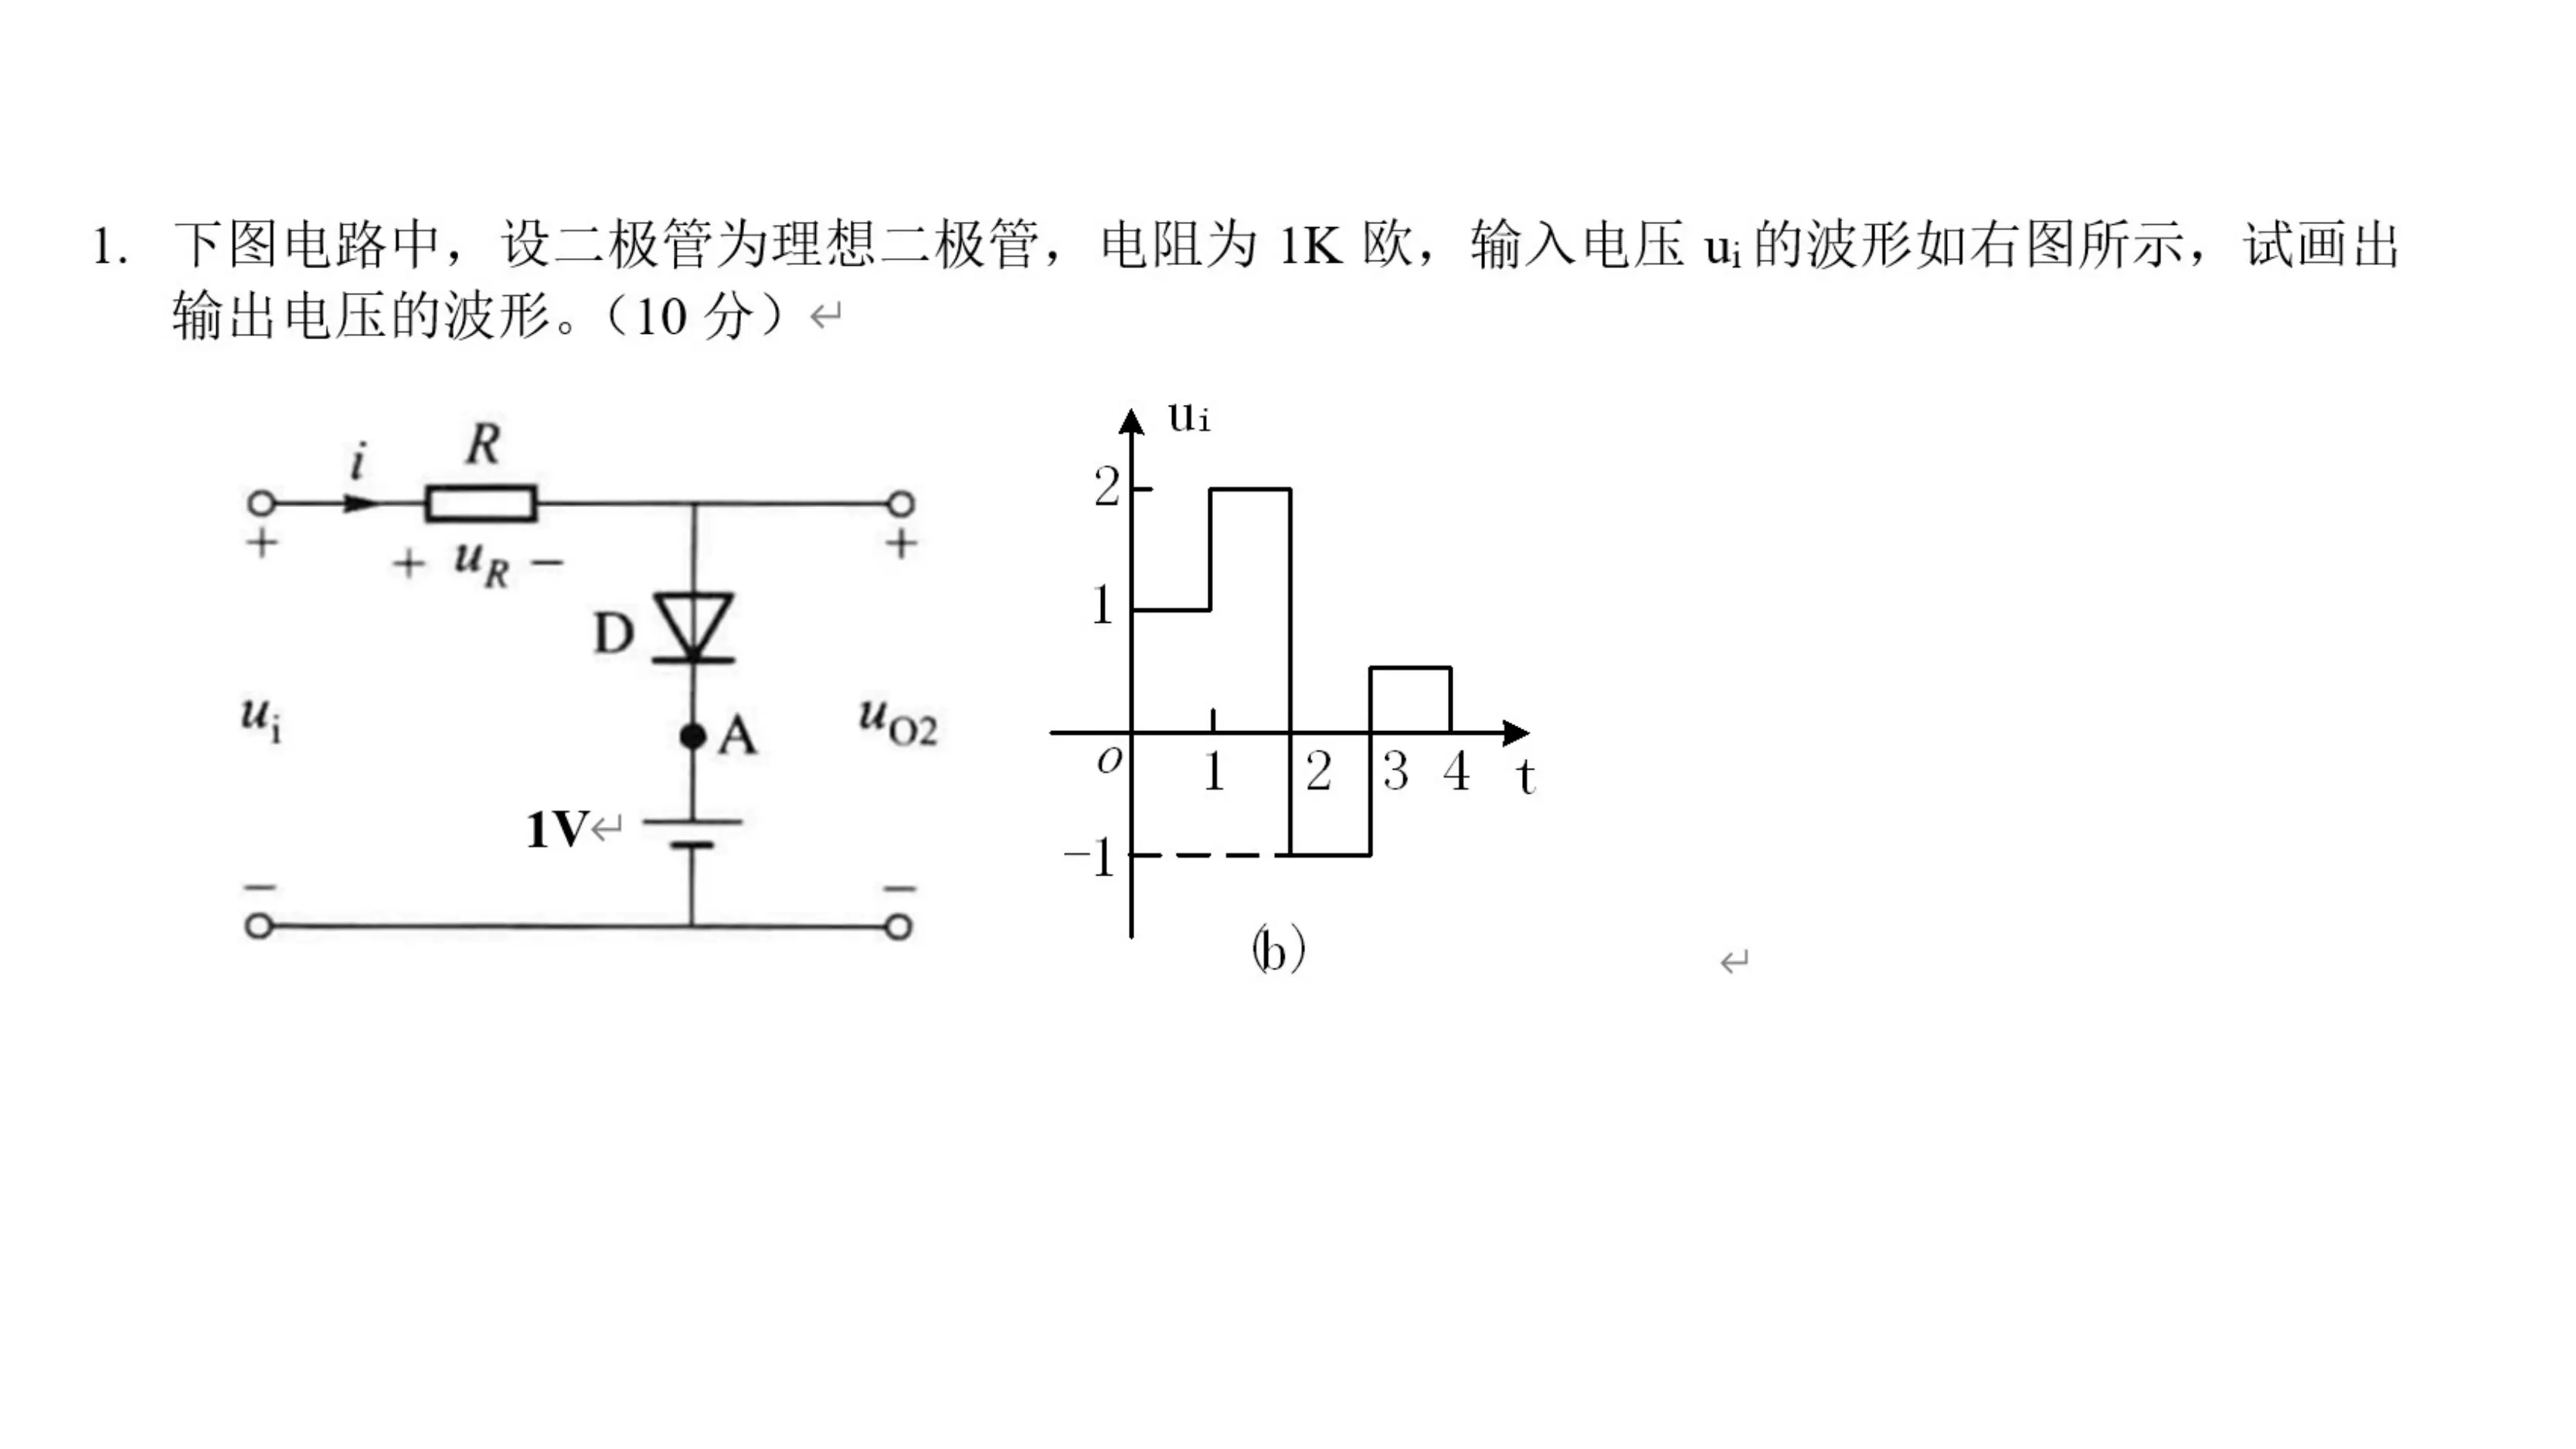 1. 下图电路中，设二极管为理想二极管，电阻为 1K 欧，输入电压 ui 的波形如右图所示，试画出
输出电压的波形。（10 分）↵
i
R
+
+ uR −
+
D
ui
A
uO2
1V↵
−
−
ui
2
1
o
1
2
3
4
t
−1
(b)
↵